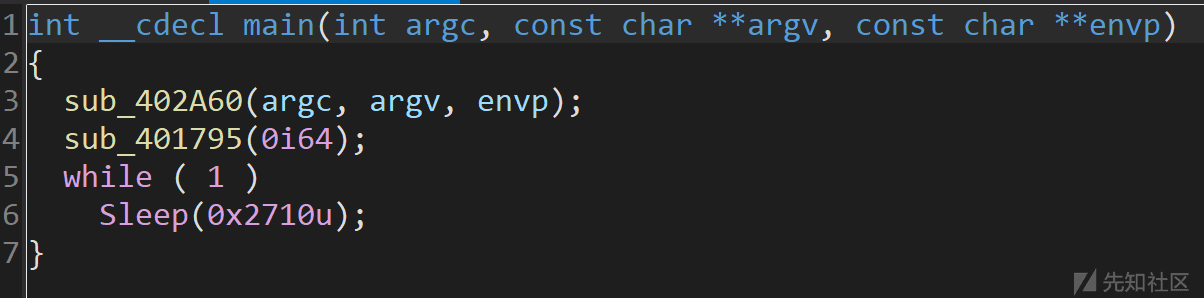 1 int __cdecl main(int argc, const char **argv, const char **envp)
2 {
3   sub_402A60(argc, argv, envp);
4   sub_401795(0i64);
5   while ( 1 )
6     Sleep(0x2710u);
7 }
先知社区